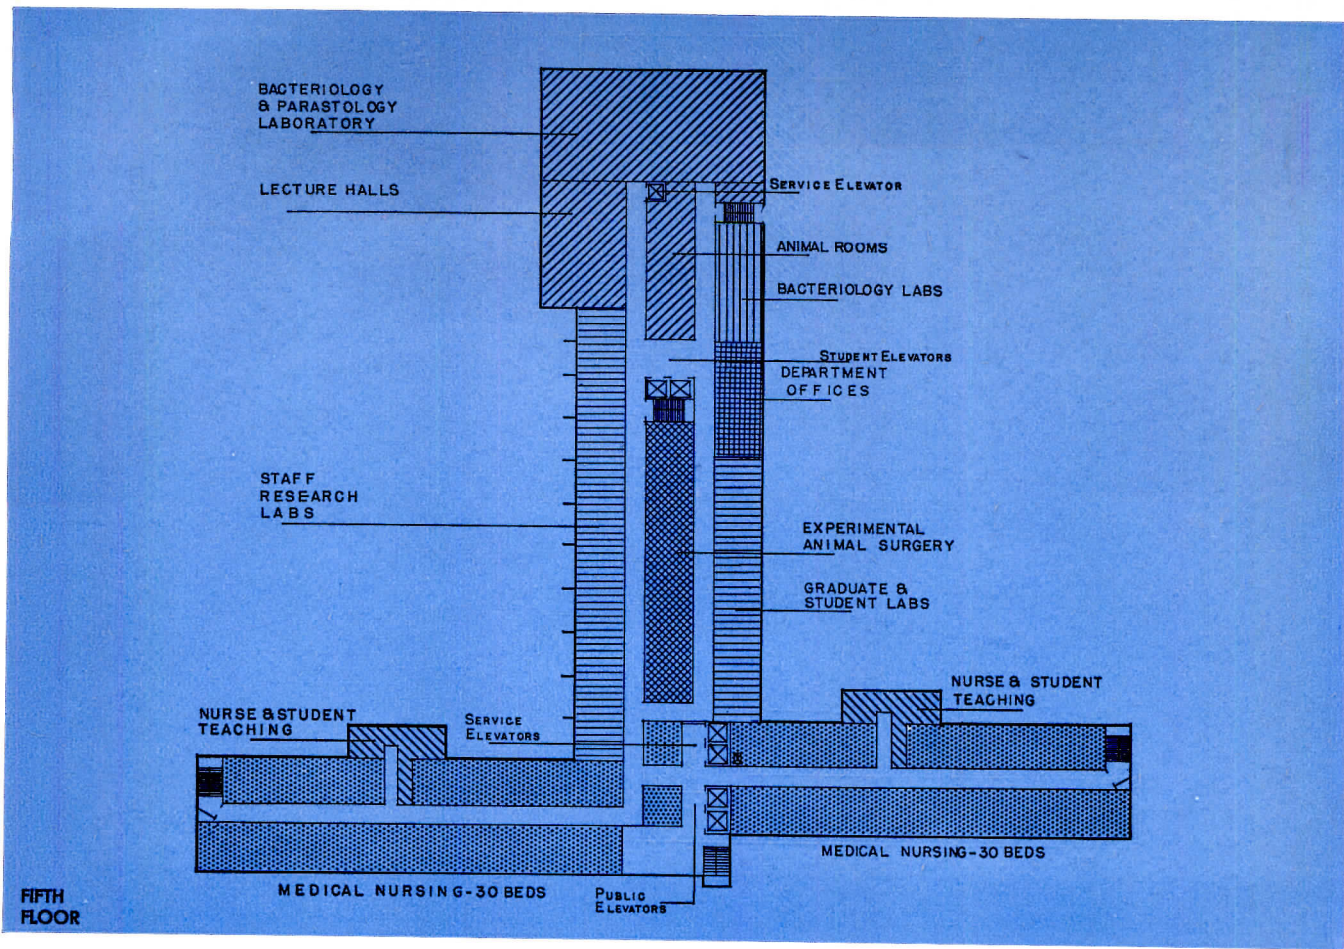 BACTERIOLOGY
& PARASTOLOGY
LABORATORY
LECTURE HALLS
SERVICE ELEVATOR
ANIMAL ROOMS
BACTERIOLOGY LABS
STUDENT ELEVATORS
DEPARTMENT
OFFICES
STAFF
RESEARCH
LABS
EXPERIMENTAL
ANIMAL SURGERY
GRADUATE &
STUDENT LABS
NURSE & STUDENT
TEACHING
NURSE & STUDENT
TEACHING
SERVICE
ELEVATORS
MEDICAL NURSING-30 BEDS
MEDICAL NURSING-30 BEDS
PUBLIC
ELEVATORS
FIFTH
FLOOR